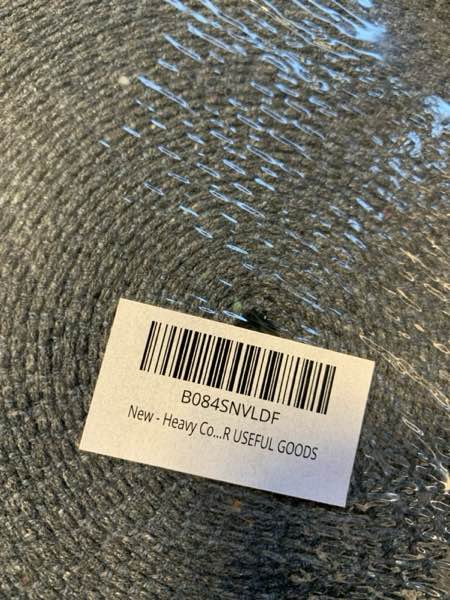 B084SNVLDF
New - Heavy Co...R USEFUL GOODS